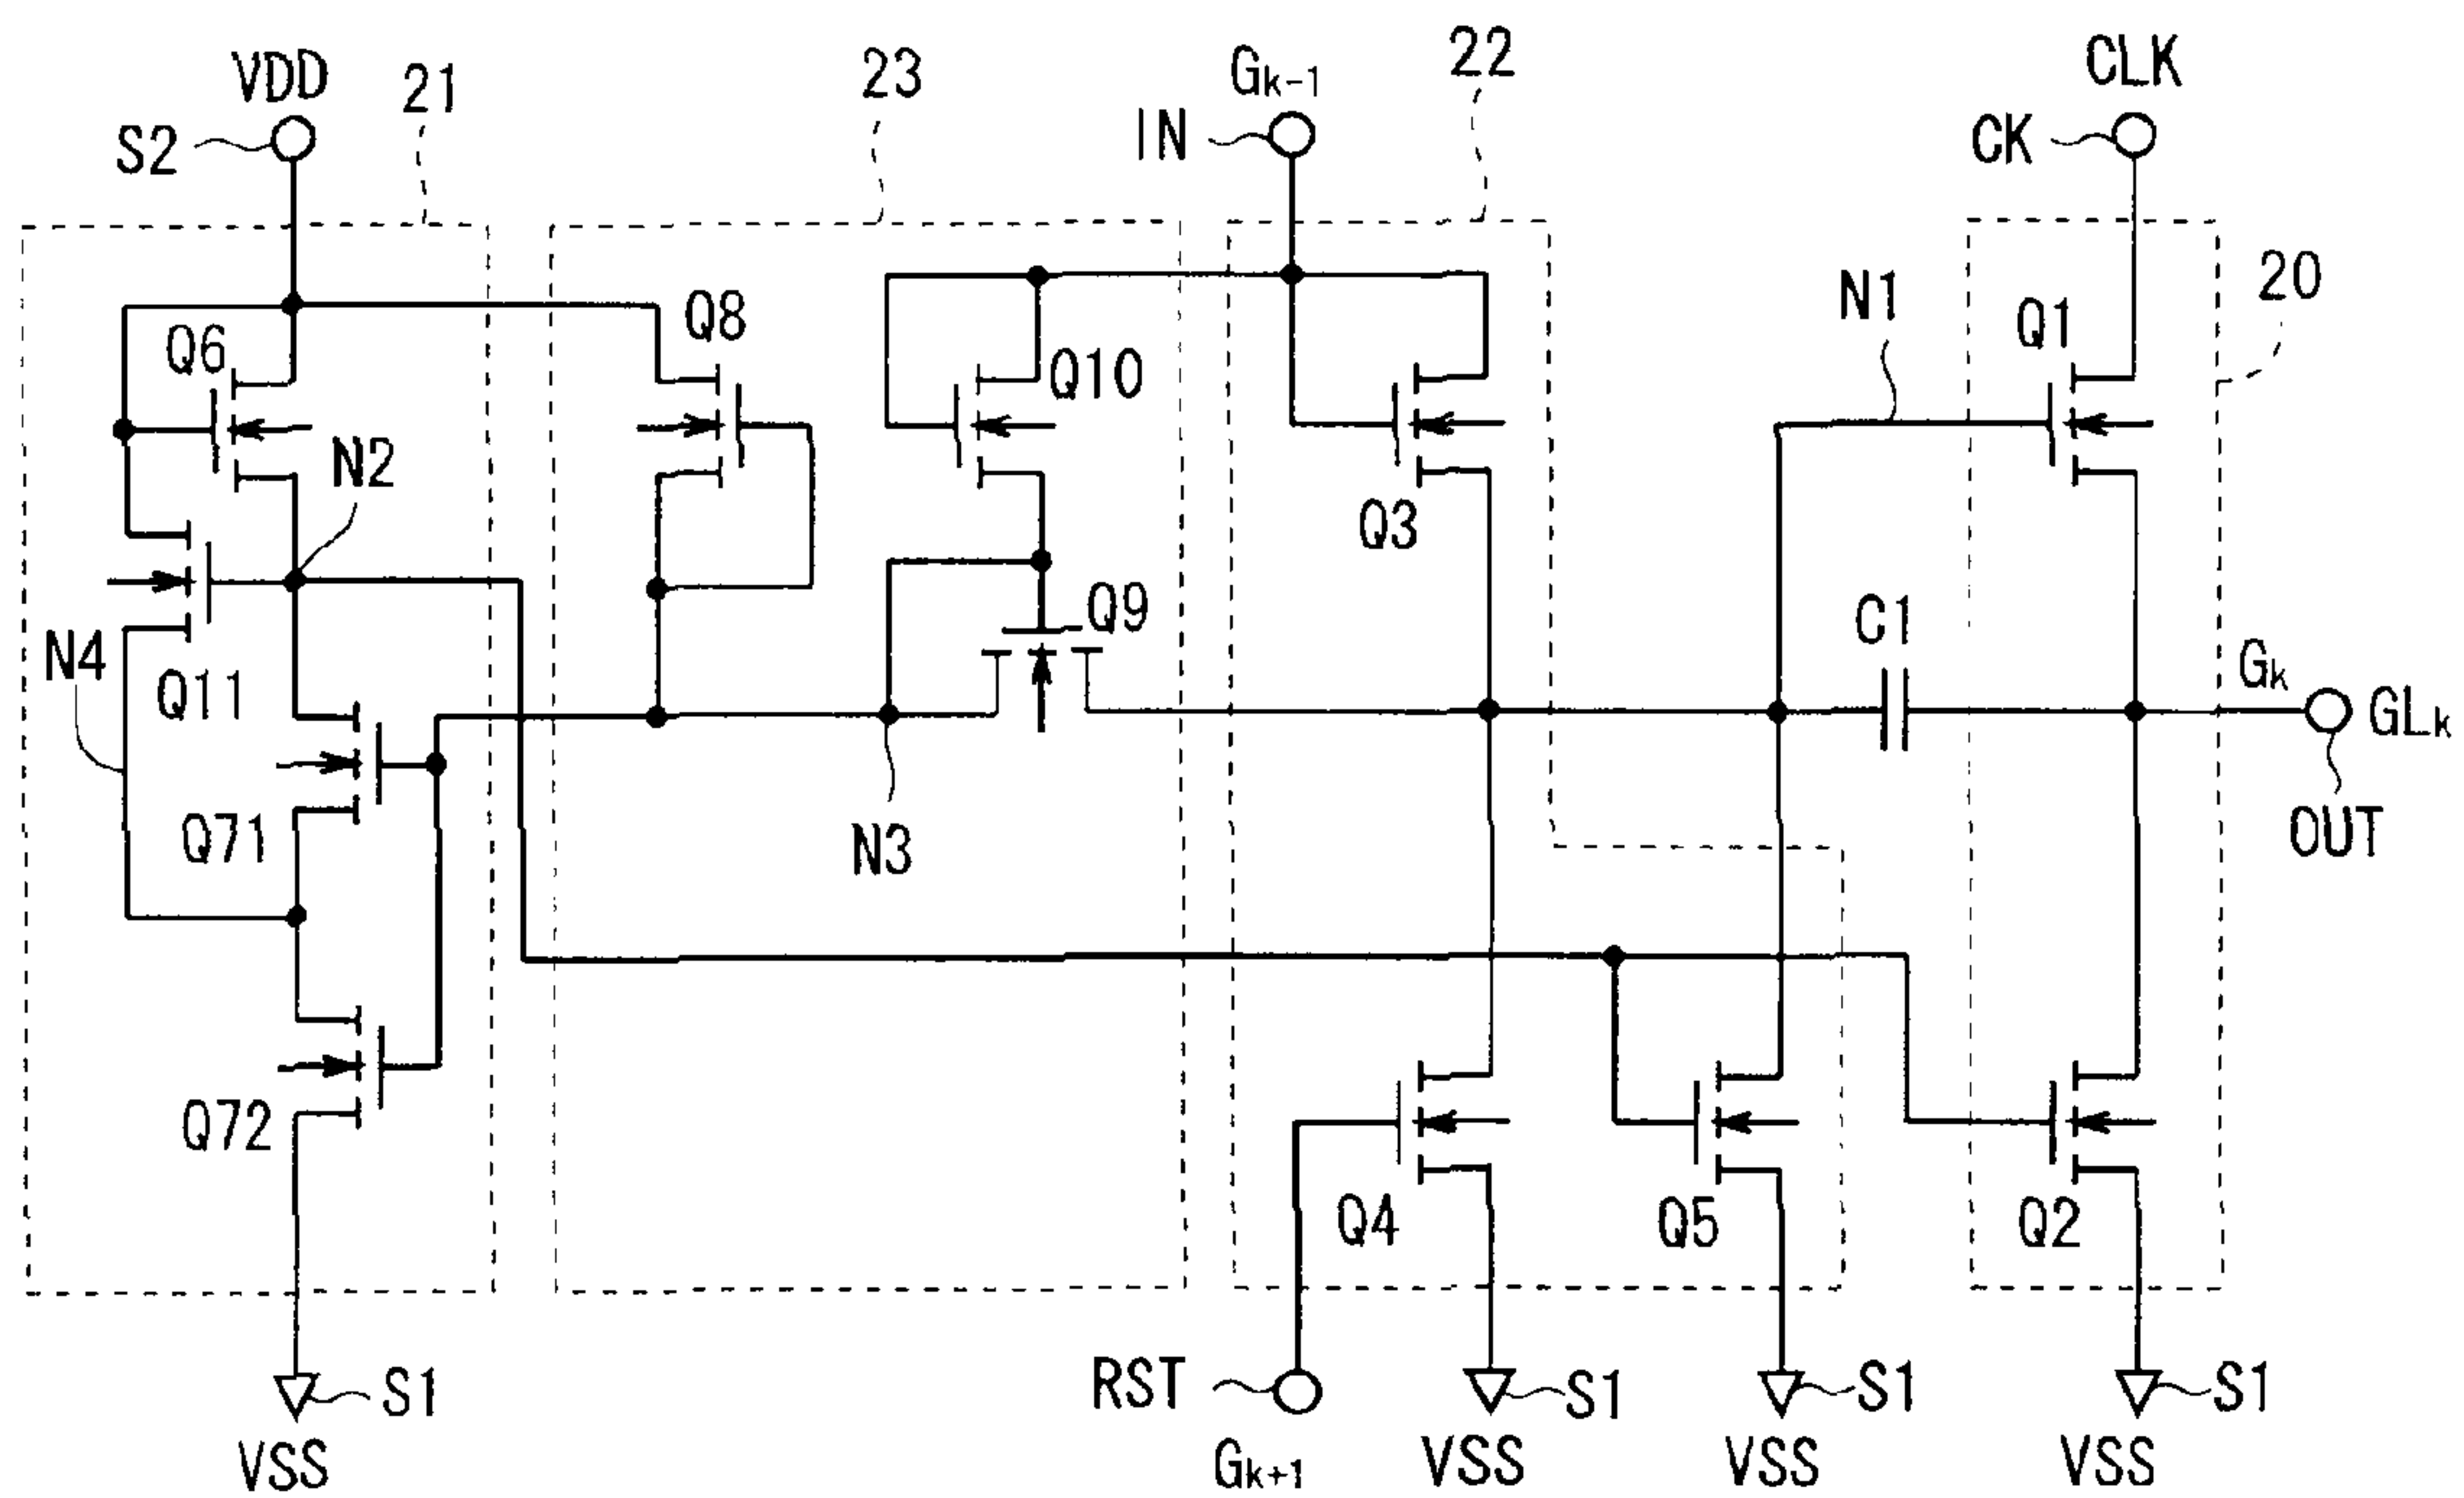 VDD
S2
21
23
Gk-1
IN
22
CLK
CK
20
Q6
Q8
Q10
N1
Q1
N2
Q3
Q9
C1
Gk
GLk
OUT
N4
Q11
Q71
N3
Q72
Q4
Q5
Q2
S1
VSS
RST
Gk+1
S1
VSS
S1
VSS
S1
VSS